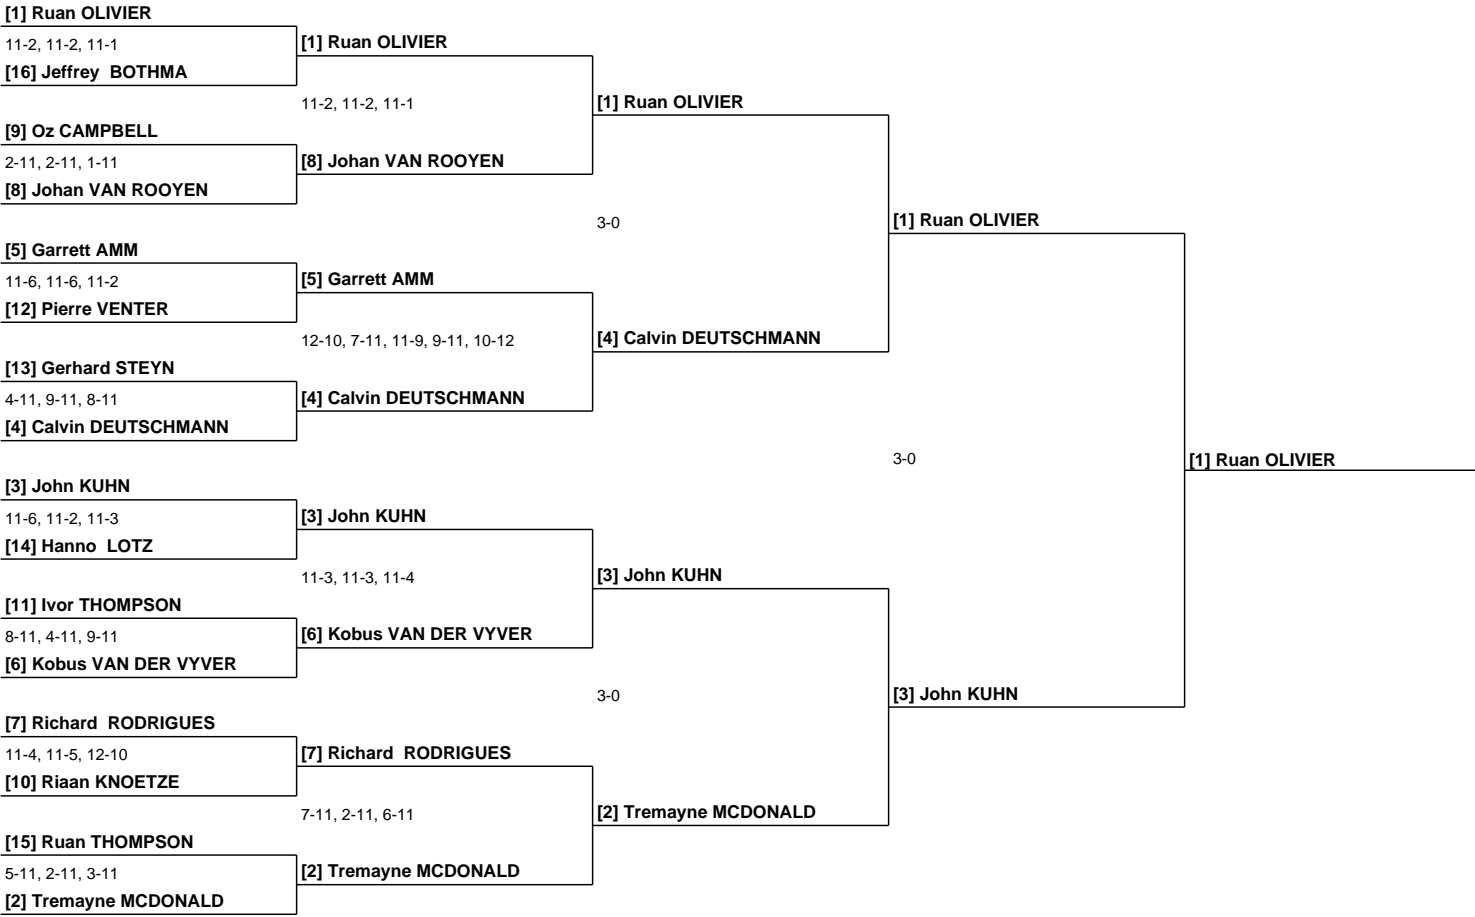 [1] Ruan OLIVIER
11-2, 11-2, 11-1
[16] Jeffrey  BOTHMA
[9] Oz CAMPBELL
2-11, 2-11, 1-11
[8] Johan VAN ROOYEN
[5] Garrett AMM
11-6, 11-6, 11-2
[12] Pierre VENTER
[13] Gerhard STEYN
4-11, 9-11, 8-11
[4] Calvin DEUTSCHMANN
[3] John KUHN
11-6, 11-2, 11-3
[14] Hanno  LOTZ
[11] Ivor THOMPSON
8-11, 4-11, 9-11
[6] Kobus VAN DER VYVER
[7] Richard  RODRIGUES
11-4, 11-5, 12-10
[10] Riaan KNOETZE
[15] Ruan THOMPSON
5-11, 2-11, 3-11
[2] Tremayne MCDONALD
[1] Ruan OLIVIER
11-2, 11-2, 11-1
[8] Johan VAN ROOYEN
[5] Garrett AMM
12-10, 7-11, 11-9, 9-11, 10-12
[4] Calvin DEUTSCHMANN
[3] John KUHN
11-3, 11-3, 11-4
[6] Kobus VAN DER VYVER
[7] Richard  RODRIGUES
7-11, 2-11, 6-11
[2] Tremayne MCDONALD
[1] Ruan OLIVIER
3-0
[4] Calvin DEUTSCHMANN
[3] John KUHN
3-0
[2] Tremayne MCDONALD
[1] Ruan OLIVIER
3-0
[3] John KUHN
[1] Ruan OLIVIER